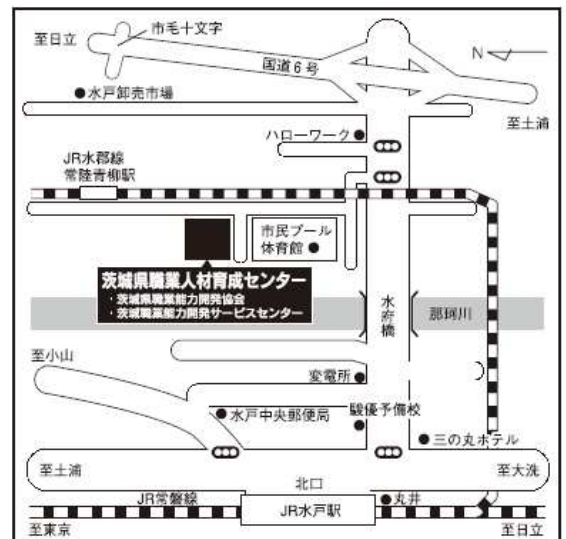 市毛十文字
至日立
国道6号
N
水戸卸売市場
至土浦
ハローワーク
JR水郡線
常陸青柳駅
市民プール
体育館
茨城県職業人材育成センター
・茨城県職業能力開発協会
・茨城職業能力開発サービスセンター
水府橋
那珂川
至小山
変電所
水戸中央郵便局
駿優予備校
三の丸ホテル
至土浦
北口
至大洗
JR常磐線
丸井
JR水戸駅
至東京
至日立